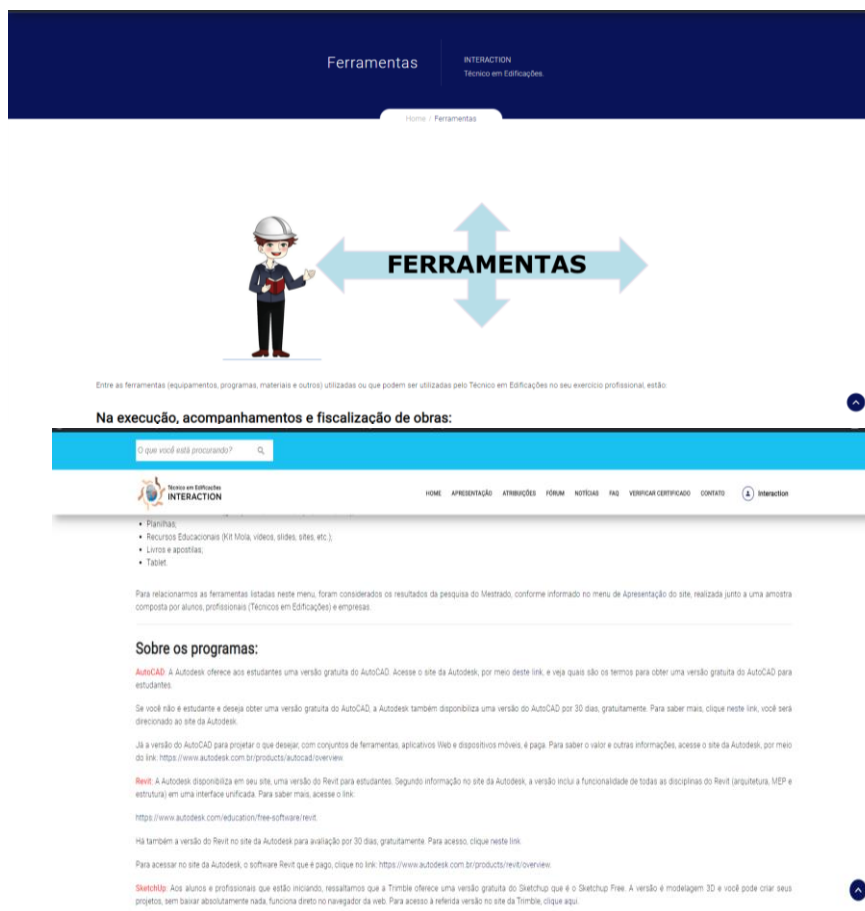 Ferramentas
INTERACTION
Técnico em Edificações.
Home / Ferramentas
FERRAMENTAS
Entre as ferramentas (equipamentos, programas, materiais e outros) utilizadas ou que podem ser utilizadas pelo Técnico em Edificações no seu exercício profissional, estão:
Na execução, acompanhamentos e fiscalização de obras:
O que você está procurando?
Técnico em Edificações
INTERACTION
HOME APRESENTAÇÃO ATRIBUIÇÕES FÓRUM NOTÍCIAS FAQ VERIFICAR CERTIFICADO CONTATO Interaction
• Planilhas;
• Recursos Educacionais (Kit Mola, vídeos, slides, sites, etc.);
• Livros e apostilas;
• Tablet.
Para relacionarmos as ferramentas listadas neste menu, foram considerados os resultados da pesquisa do Mestrado, conforme informado no menu de Apresentação do site, realizada junto a uma amostra
composta por alunos, profissionais (Técnicos em Edificações) e empresas.
Sobre os programas:
AutoCAD: A Autodesk oferece aos estudantes uma versão gratuita do AutoCAD. Acesse o site da Autodesk, por meio deste link, e veja quais são os termos para obter uma versão gratuita do AutoCAD para
estudantes.
Se você não é estudante e deseja obter uma versão gratuita do AutoCAD, a Autodesk também disponibiliza uma versão do AutoCAD por 30 dias, gratuitamente. Para saber mais, clique neste link, você será
direcionado ao site da Autodesk.
Já a versão do AutoCAD para projetar o que desejar, com conjuntos de ferramentas, aplicativos Web e dispositivos móveis, é paga. Para saber o valor e outras informações, acesse o site da Autodesk, por meio
do link: https://www.autodesk.com.br/products/autocad/overview.
Revit: A Autodesk disponibiliza em seu site, uma versão do Revit para estudantes. Segundo informação no site da Autodesk, a versão inclui a funcionalidade de todas as disciplinas do Revit (arquitetura, MEP e
estrutura) em uma interface unificada. Para saber mais, acesse o link:
https://www.autodesk.com/education/free-software/revit.
Há também a versão do Revit no site da Autodesk para avaliação por 30 dias, gratuitamente. Para acesso, clique neste link.
Para acessar no site da Autodesk, o software Revit que é pago, clique no link: https://www.autodesk.com.br/products/revit/overview.
SketchUp: Aos alunos e profissionais que estão iniciando, ressaltamos que a Trimble oferece uma versão gratuita do Sketchup que é o Sketchup Free. A versão é modelagem 3D e você pode criar seus
projetos, sem baixar absolutamente nada, funciona direto no navegador da web. Para acesso à referida versão no site da Trimble, clique aqui.